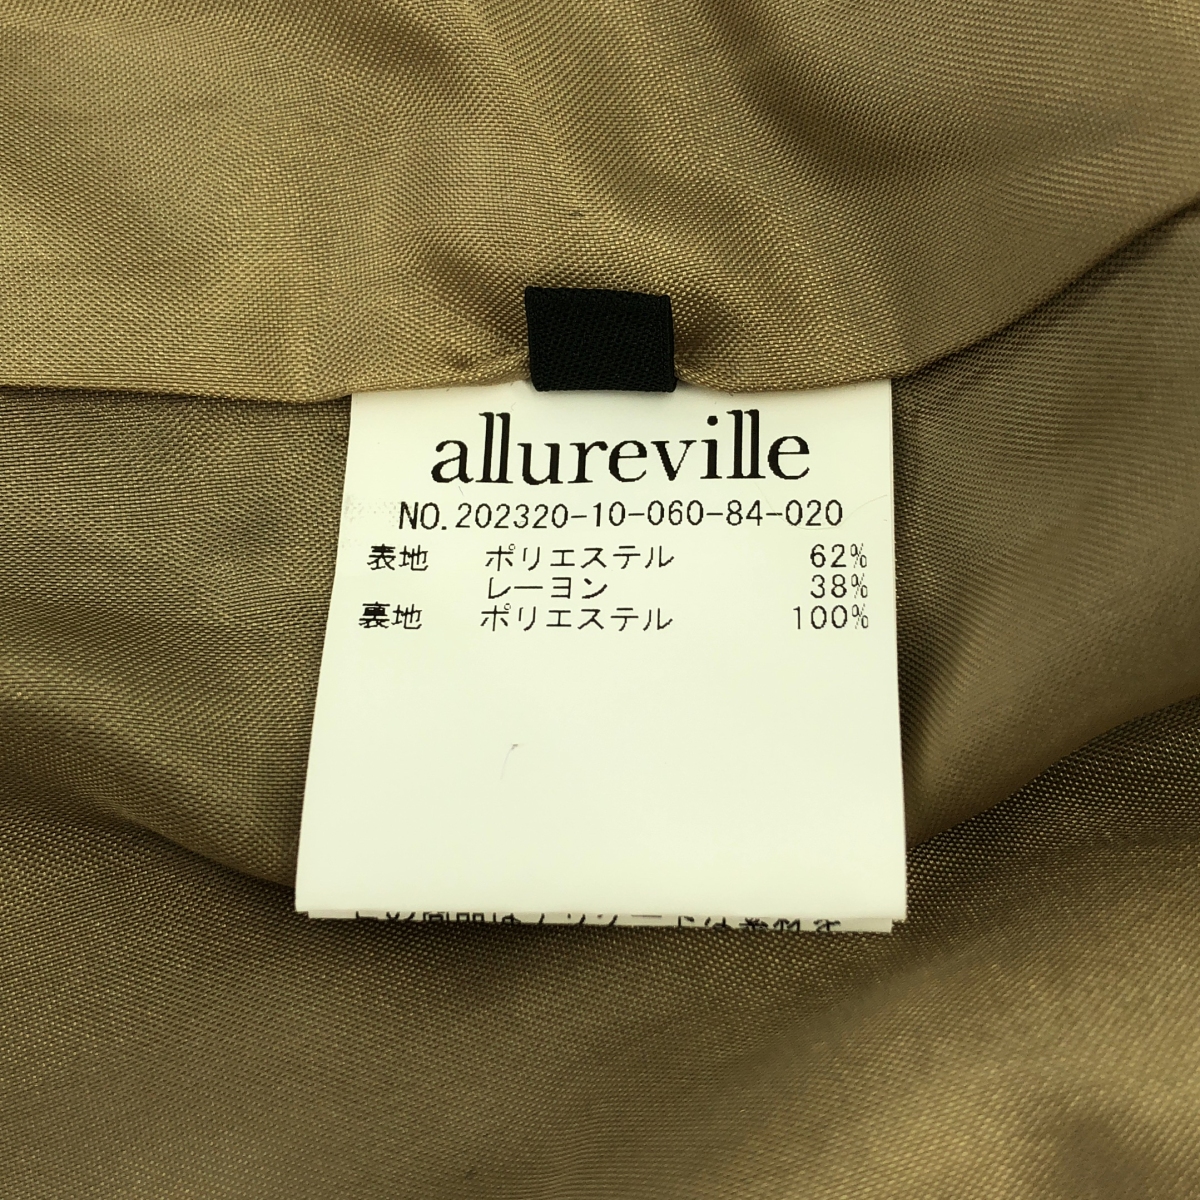 allureville
NO.202320-10-060-84-020
表地 ポリエステル 62%
レーヨン 38%
裏地 ポリエステル 100%